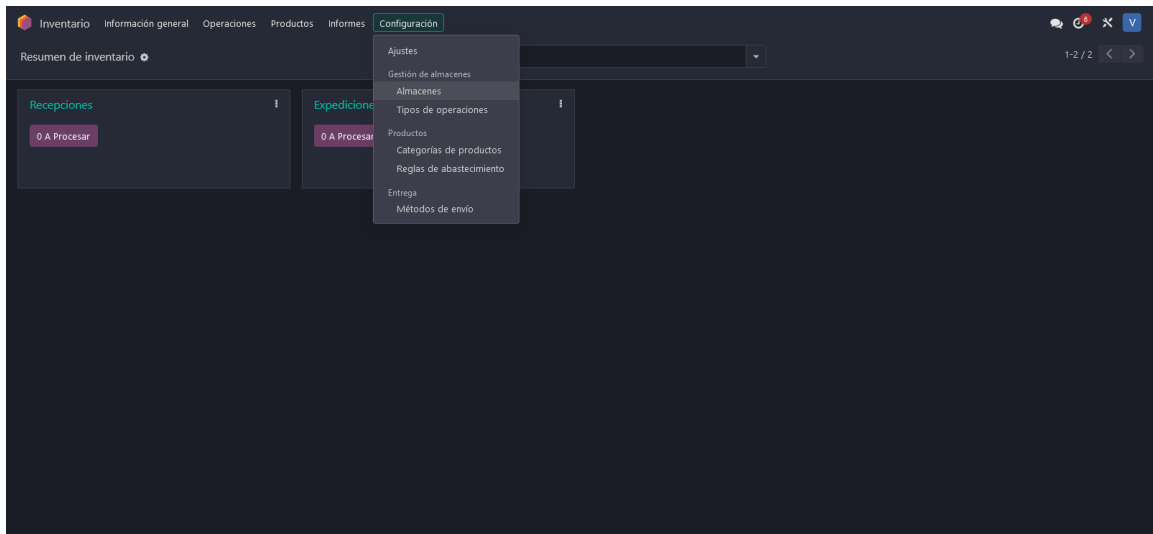 Inventario Información general Operaciones Productos Informes Configuración 6 V
Resumen de inventario 1-2 / 2
Ajustes
Gestión de almacenes
Almacenes
Tipos de operaciones
Productos
Categorías de productos
Reglas de abastecimiento
Entrega
Métodos de envío
Recepciones
0 A Procesar
Expedicione
0 A Procesar